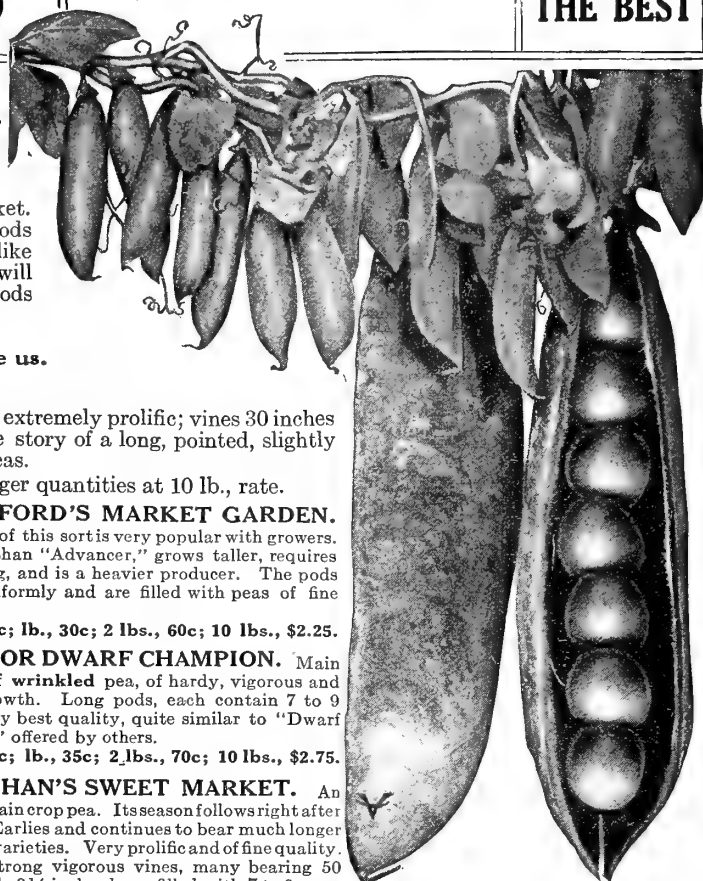 THE BEST
ket.
ods
like
will
ods
e us.
extremely prolific; vines 30 inches
e story of a long, pointed, slightly
eas.
ger quantities at 10 lb., rate.
FORD'S MARKET GARDEN.
of this sort is very popular with growers.
han "Advancer," grows taller, requires
g, and is a heavier producer. The pods
formly and are filled with peas of fine
c; lb., 30c; 2 lbs., 60c; 10 lbs., $2.25.
OR DWARF CHAMPION. Main
f wrinkled pea, of hardy, vigorous and
owth. Long pods, each contain 7 to 9
y best quality, quite similar to "Dwarf
" offered by others.
c; lb., 35c; 2 lbs., 70c; 10 lbs., $2.75.
HAN'S SWEET MARKET. An
ain crop pea. Its season follows right after
Earlies and continues to bear much longer
varieties. Very prolific and of fine quality.
trong vigorous vines, many bearing 50